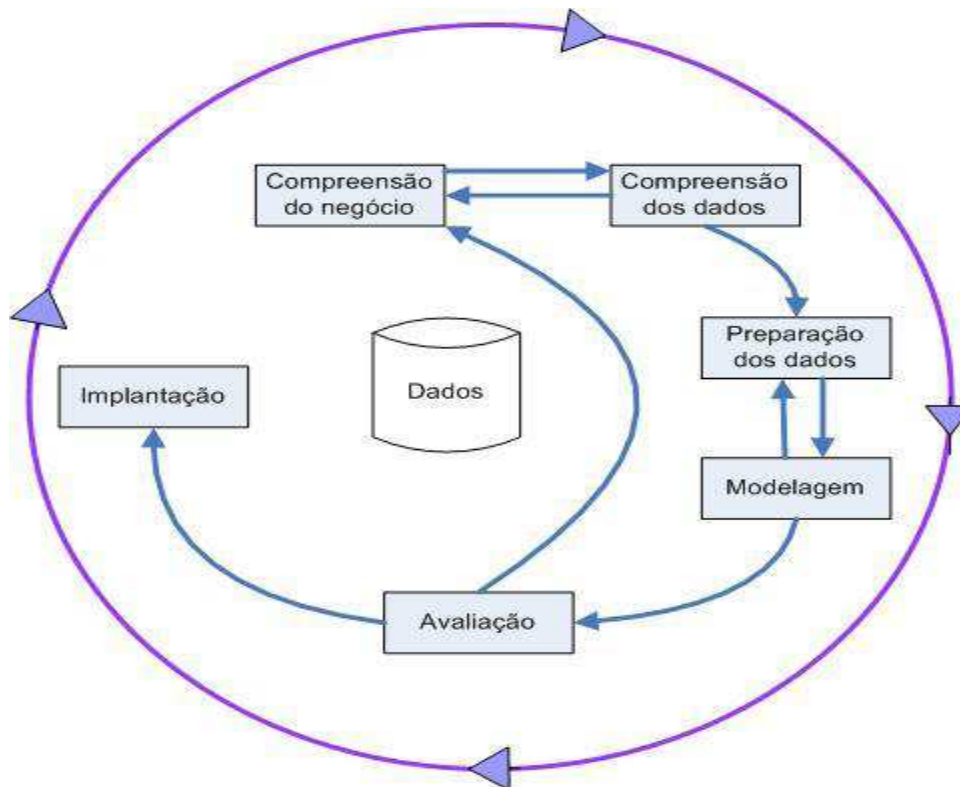 Compreensão
do negócio
Compreensão
dos dados
Preparação
dos dados
Dados
Implantação
Modelagem
Avaliação